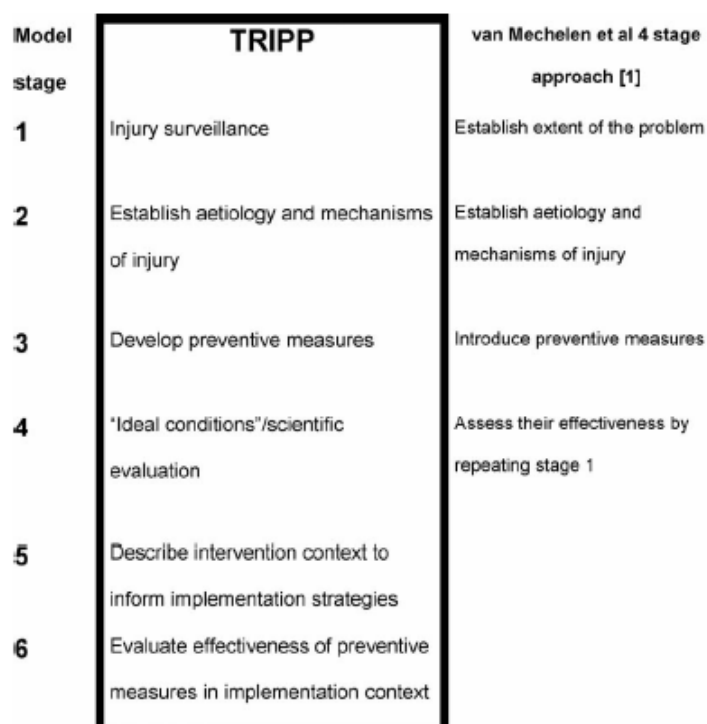 Model stage
TRIPP
van Mechelen et al 4 stage
approach [1]
1
Injury surveillance
Establish extent of the problem
2
Establish aetiology and mechanisms
of injury
Establish aetiology and
mechanisms of injury
3
Develop preventive measures
Introduce preventive measures
4
"Ideal conditions"/scientific
evaluation
Assess their effectiveness by
repeating stage 1
5
Describe intervention context to
inform implementation strategies
6
Evaluate effectiveness of preventive
measures in implementation context